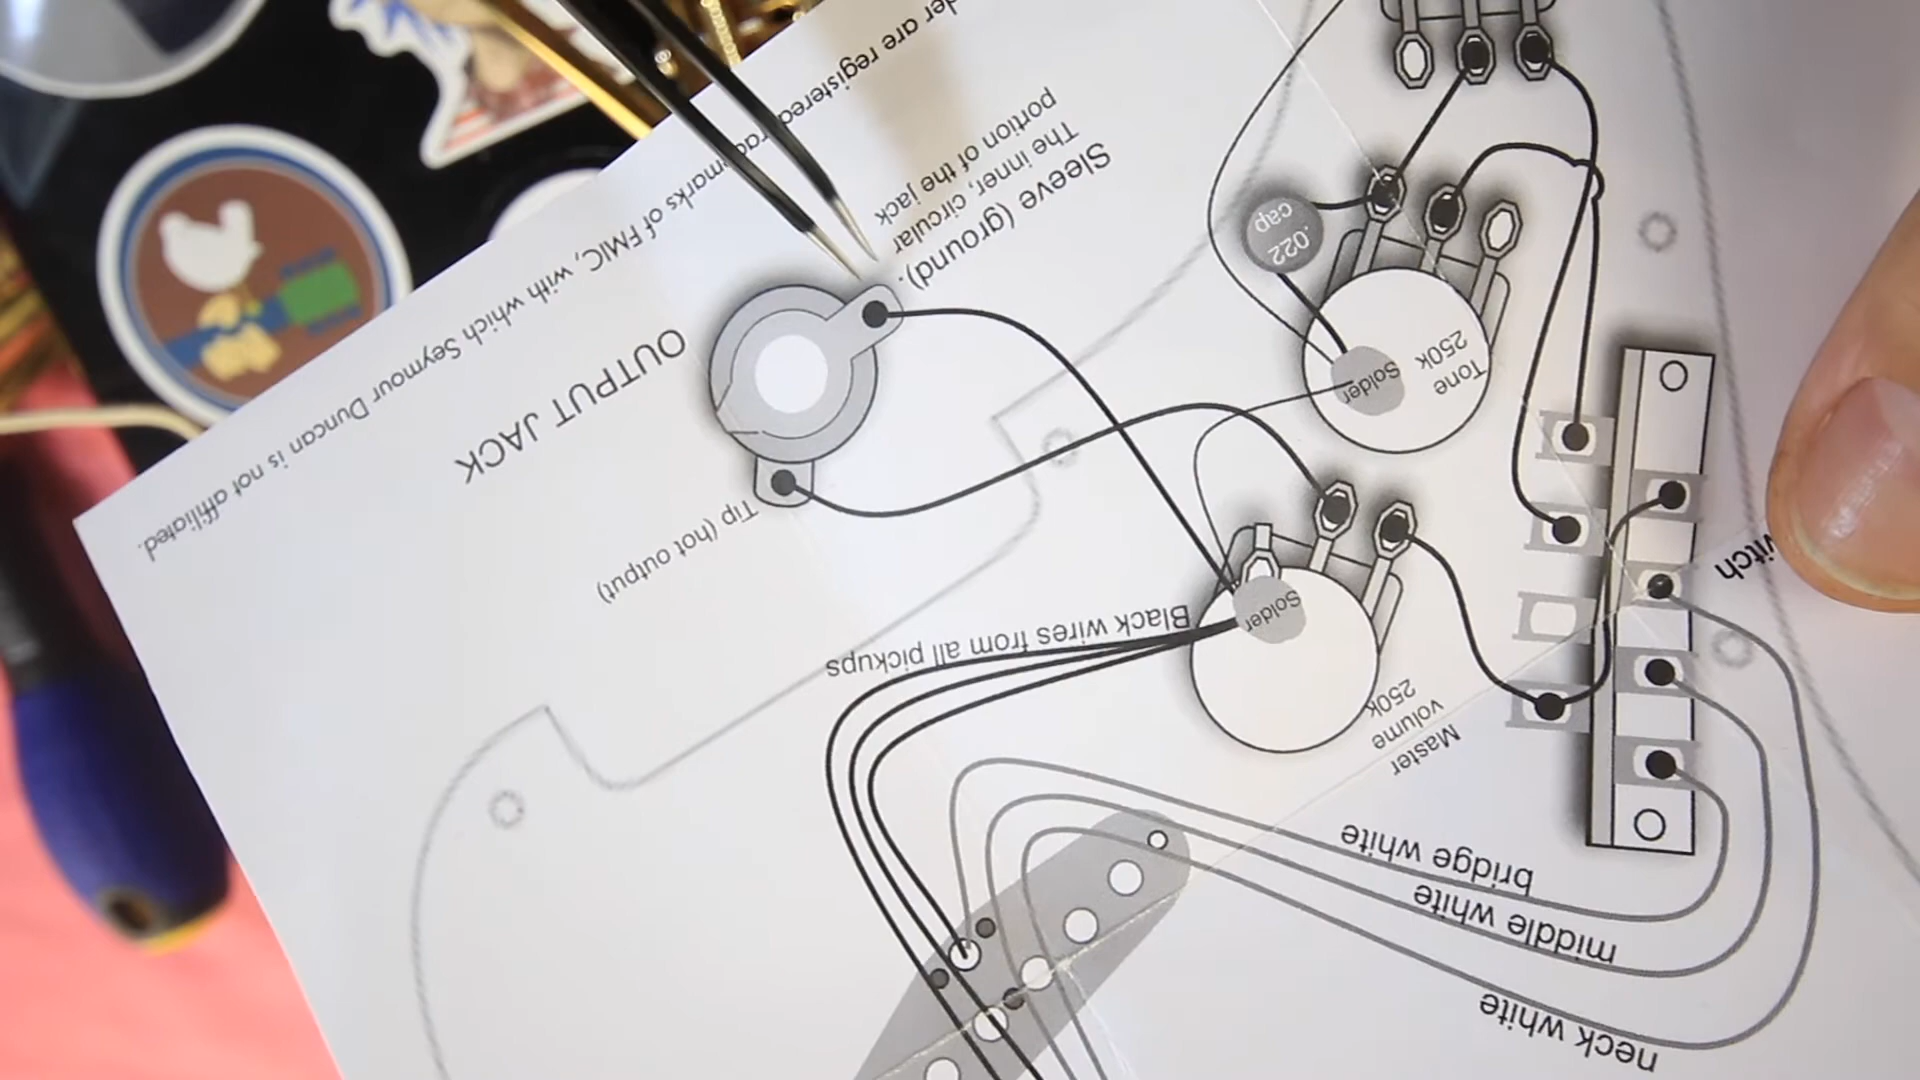 der are registered trademarks of FMIC, with which Seymour Duncan is not affiliated.
Sleeve (ground).
The inner, circular
portion of the jack
OUTPUT JACK
Tip (hot output)
.022
cap
Solder
Tone
250k
Solder
Black wires from all pickups
Master
volume
250k
witch
bridge white
middle white
neck white